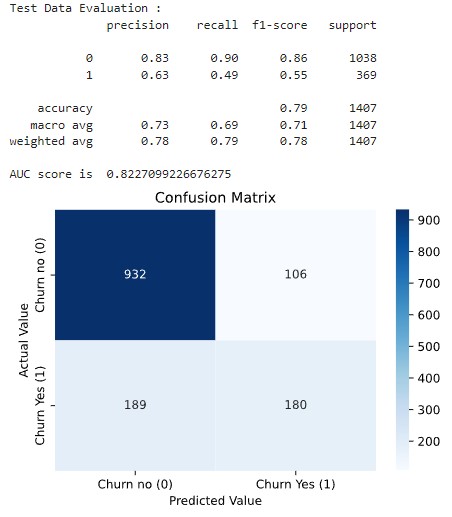 Test Data Evaluation :
precision recall f1-score support
0 0.83 0.90 0.86 1038
1 0.63 0.49 0.55 369
accuracy 0.79 1407
macro avg 0.73 0.69 0.71 1407
weighted avg 0.78 0.79 0.78 1407
AUC score is 0.8227099226676275
Confusion Matrix
Churn no (0)
Churn Yes (1)
Actual Value
932 106
189 180
900
800
700
600
500
400
300
200
Churn no (0) Churn Yes (1)
Predicted Value